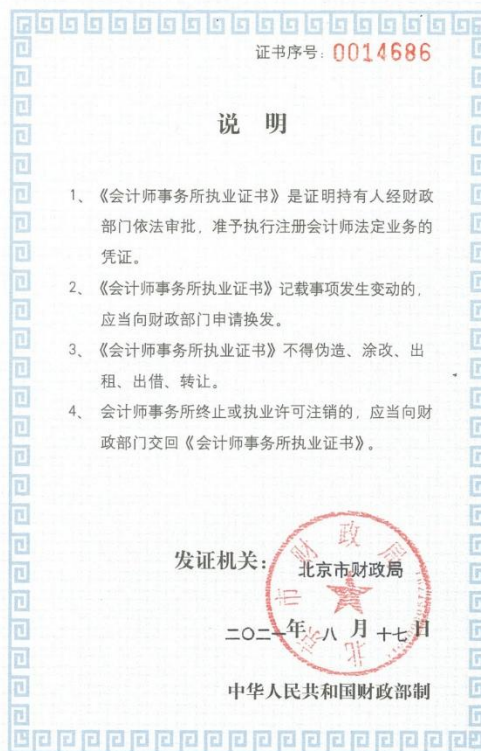 证书序号：0014686
说 明
1、《会计师事务所执业证书》是证明持有人经财政
部门依法审批，准予执行注册会计师法定业务的
凭证。
2、《会计师事务所执业证书》记载事项发生变动的，
应当向财政部门申请换发。
3、《会计师事务所执业证书》不得伪造、涂改、出
租、出借、转让。
4、会计师事务所终止或执业许可注销的，应当向财
政部门交回《会计师事务所执业证书》。
发证机关：北京市财政局
北京市财政局
二〇二一年 八 月 十七 日
中华人民共和国财政部制